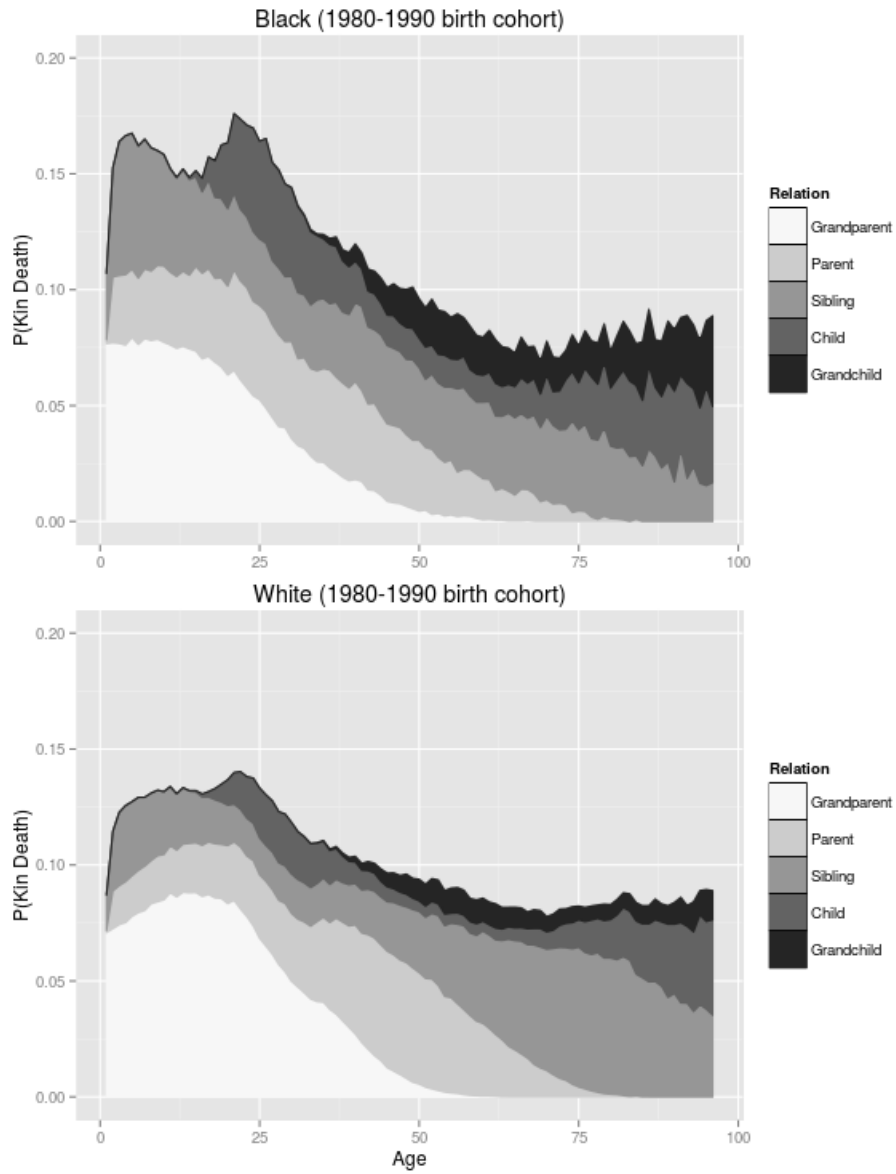 Black (1980-1990 birth cohort)
0.20
0.15
0.10
0.05
0.00
P(Kin Death)
0 25 50 75 100
Relation
Grandparent
Parent
Sibling
Child
Grandchild
White (1980-1990 birth cohort)
0.20
0.15
0.10
0.05
0.00
P(Kin Death)
0 25 50 75 100
Age
Relation
Grandparent
Parent
Sibling
Child
Grandchild